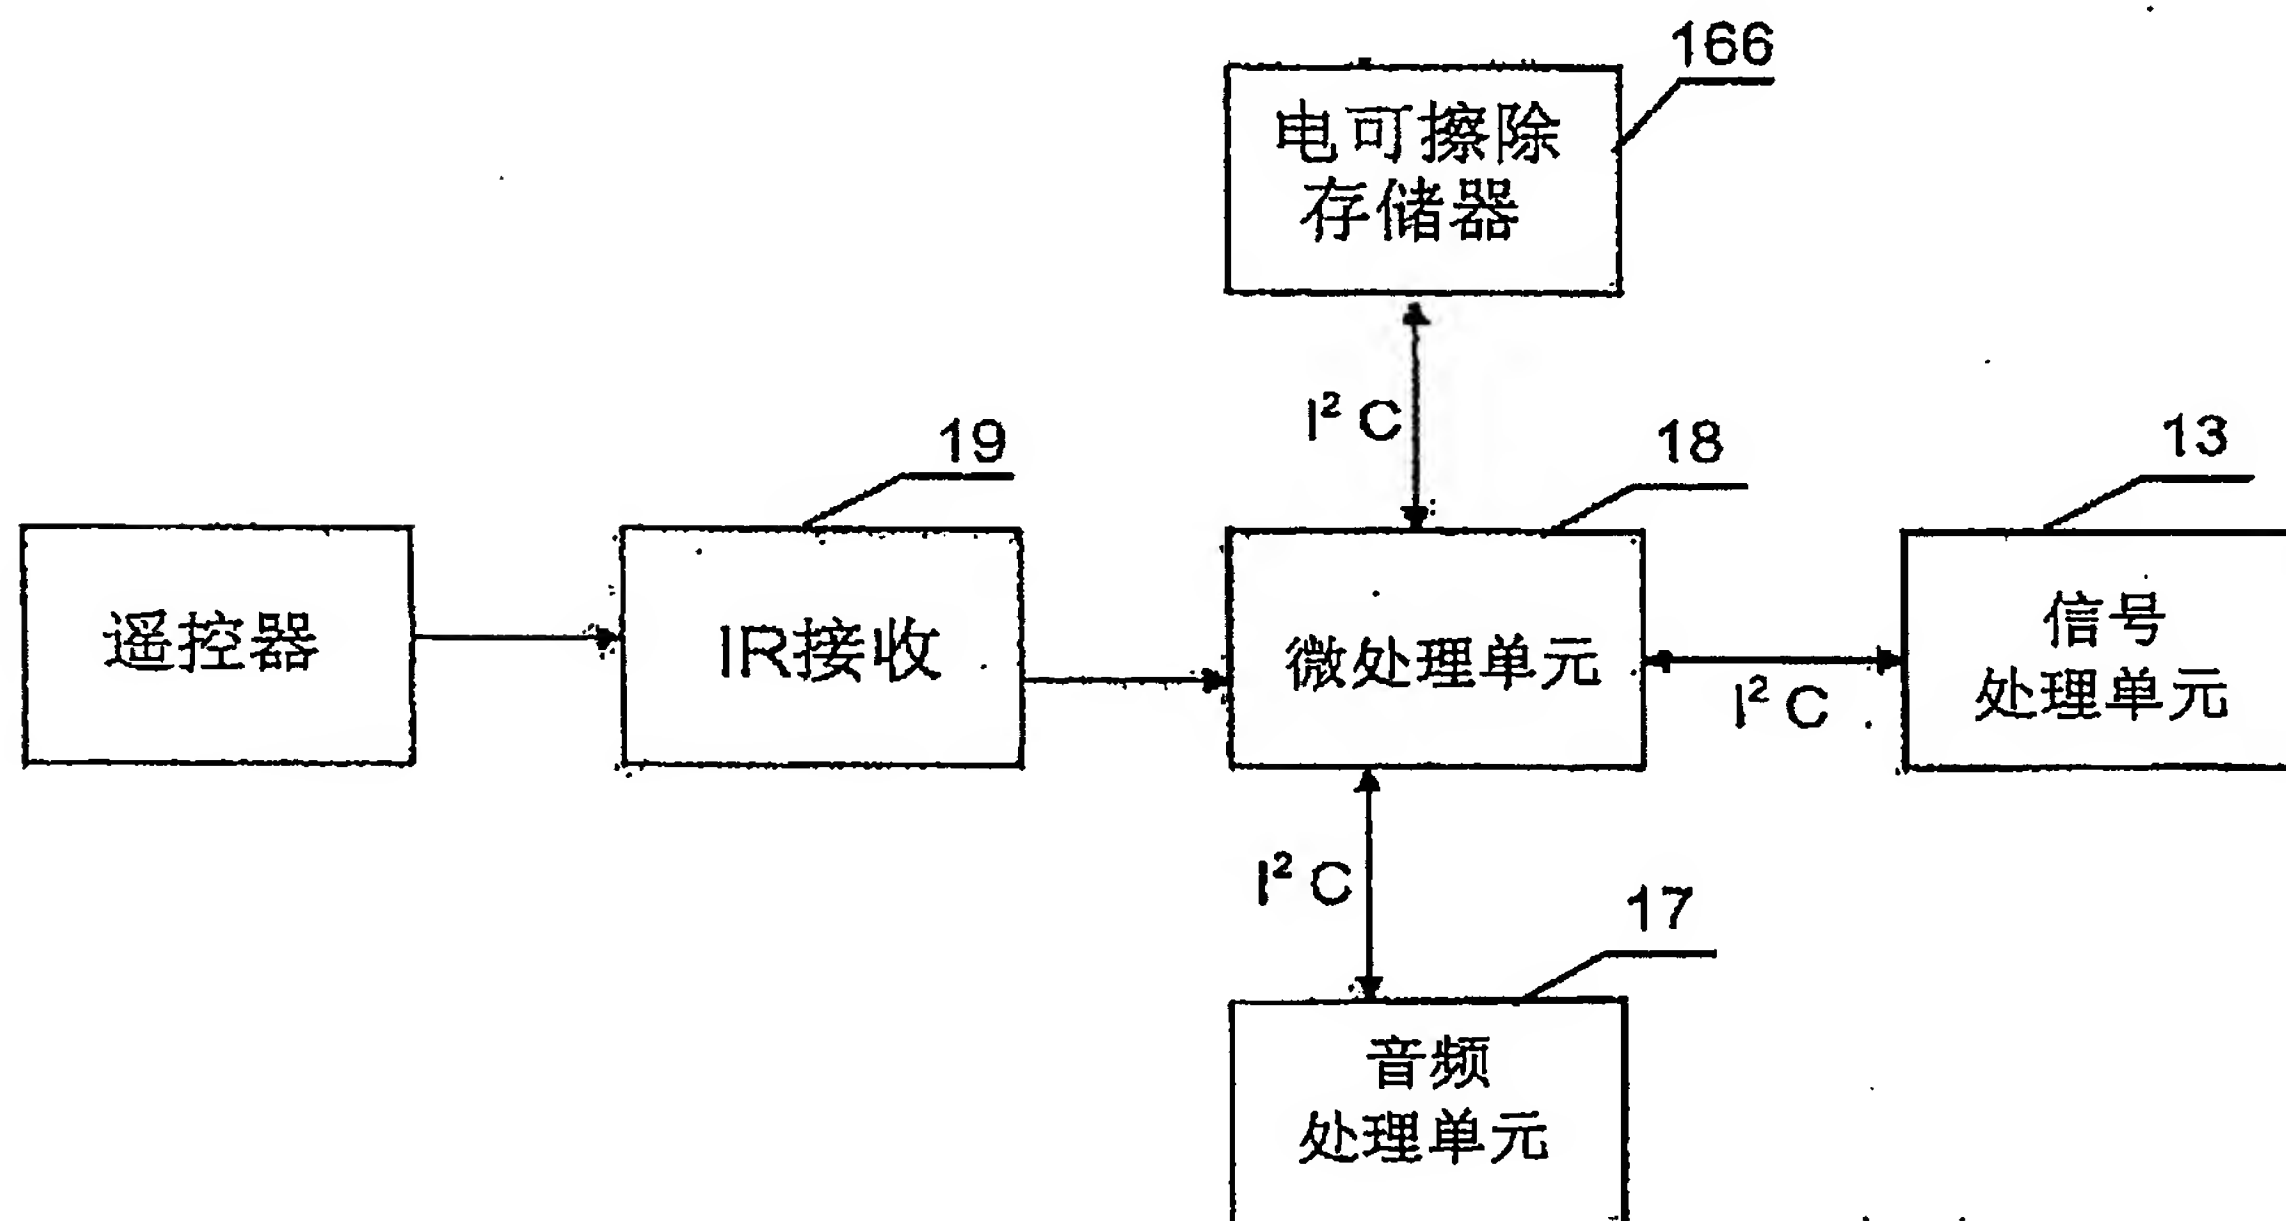 166
电可擦除
存储器
I² C
19
18
13
遥控器
IR接收
微处理单元
信号
处理单元
I² C
I² C
17
音频
处理单元